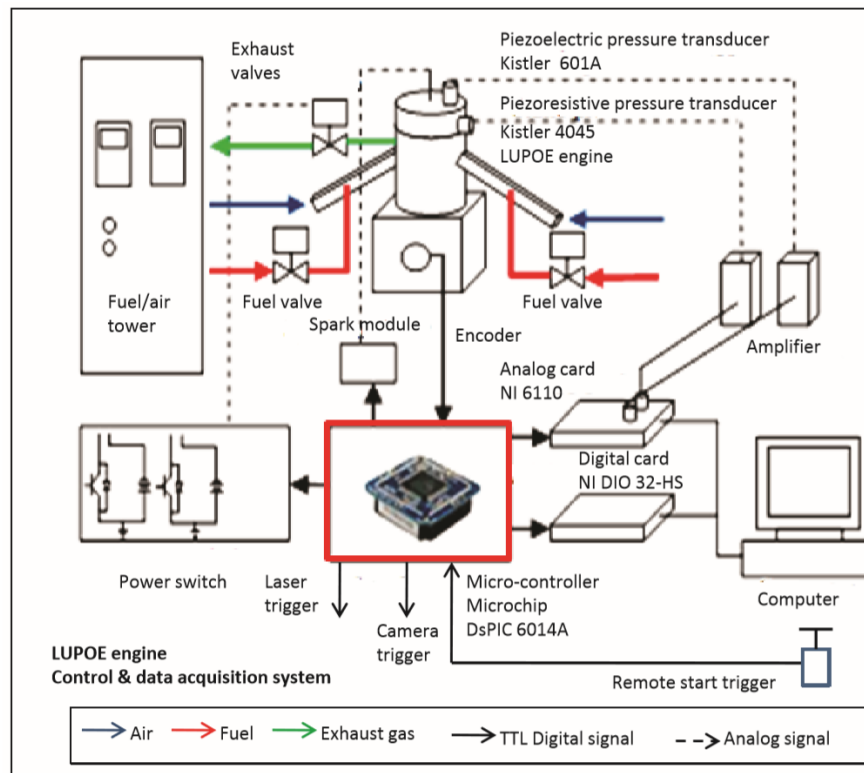 Exhaust
valves
Piezoelectric pressure transducer
Kistler 601A
Piezoresistive pressure transducer
Kistler 4045
LUPOE engine
Fuel/air
tower
Fuel valve
Fuel valve
Spark module
Encoder
Amplifier
Analog card
NI 6110
Digital card
NI DIO 32-HS
Power switch
Laser
trigger
Camera
trigger
Micro-controller
Microchip
DsPIC 6014A
Computer
Remote start trigger
LUPOE engine
Control & data acquisition system
Air
Fuel
Exhaust gas
TTL Digital signal
Analog signal